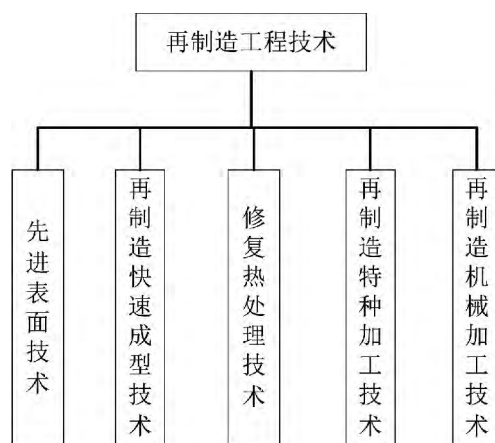 再制造工程技术
先进表面技术
再制造快速成型技术
修复热处理技术
再制造特种加工技术
再制造机械加工技术